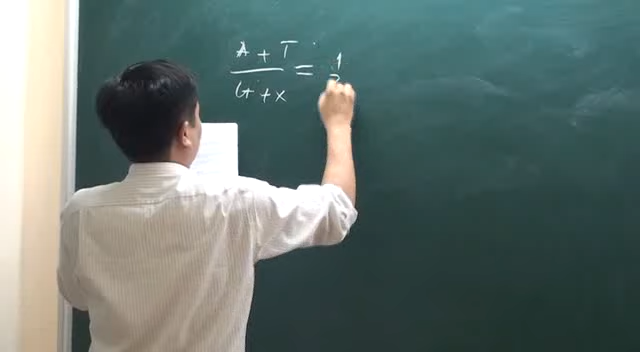 A + T
G + X
= 1